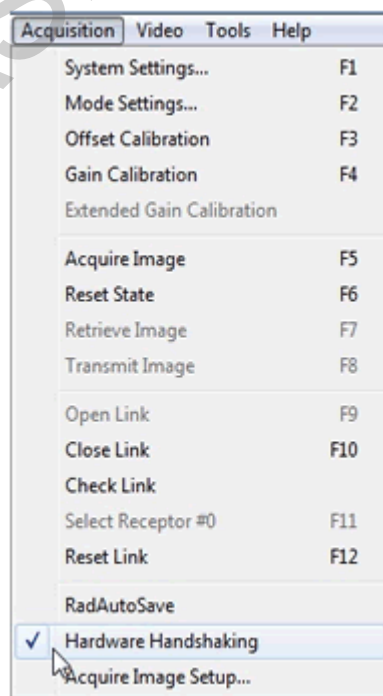 Acquisition Video Tools Help
System Settings... F1
Mode Settings... F2
Offset Calibration F3
Gain Calibration F4
Extended Gain Calibration
Acquire Image F5
Reset State F6
Retrieve Image F7
Transmit Image F8
Open Link F9
Close Link F10
Check Link
Select Receptor #0 F11
Reset Link F12
RadAutoSave
Hardware Handshaking
Acquire Image Setup...